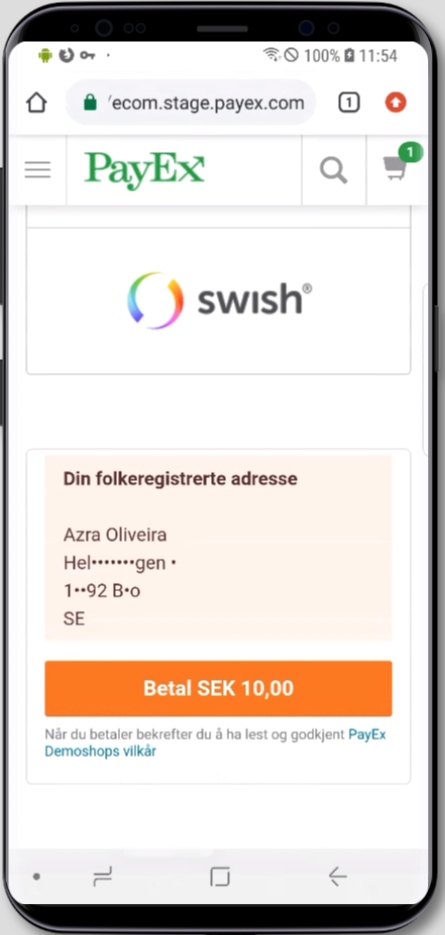 100% 11:54
'ecom.stage.payex.com
1
PayEx
1
swish®
Din folkeregistrerte adresse
Azra Oliveira
Hel•••••••gen •
1••92 B•o
SE
Betal SEK 10,00
Når du betaler bekrefter du å ha lest og godkjent PayEx
Demoshops vilkår